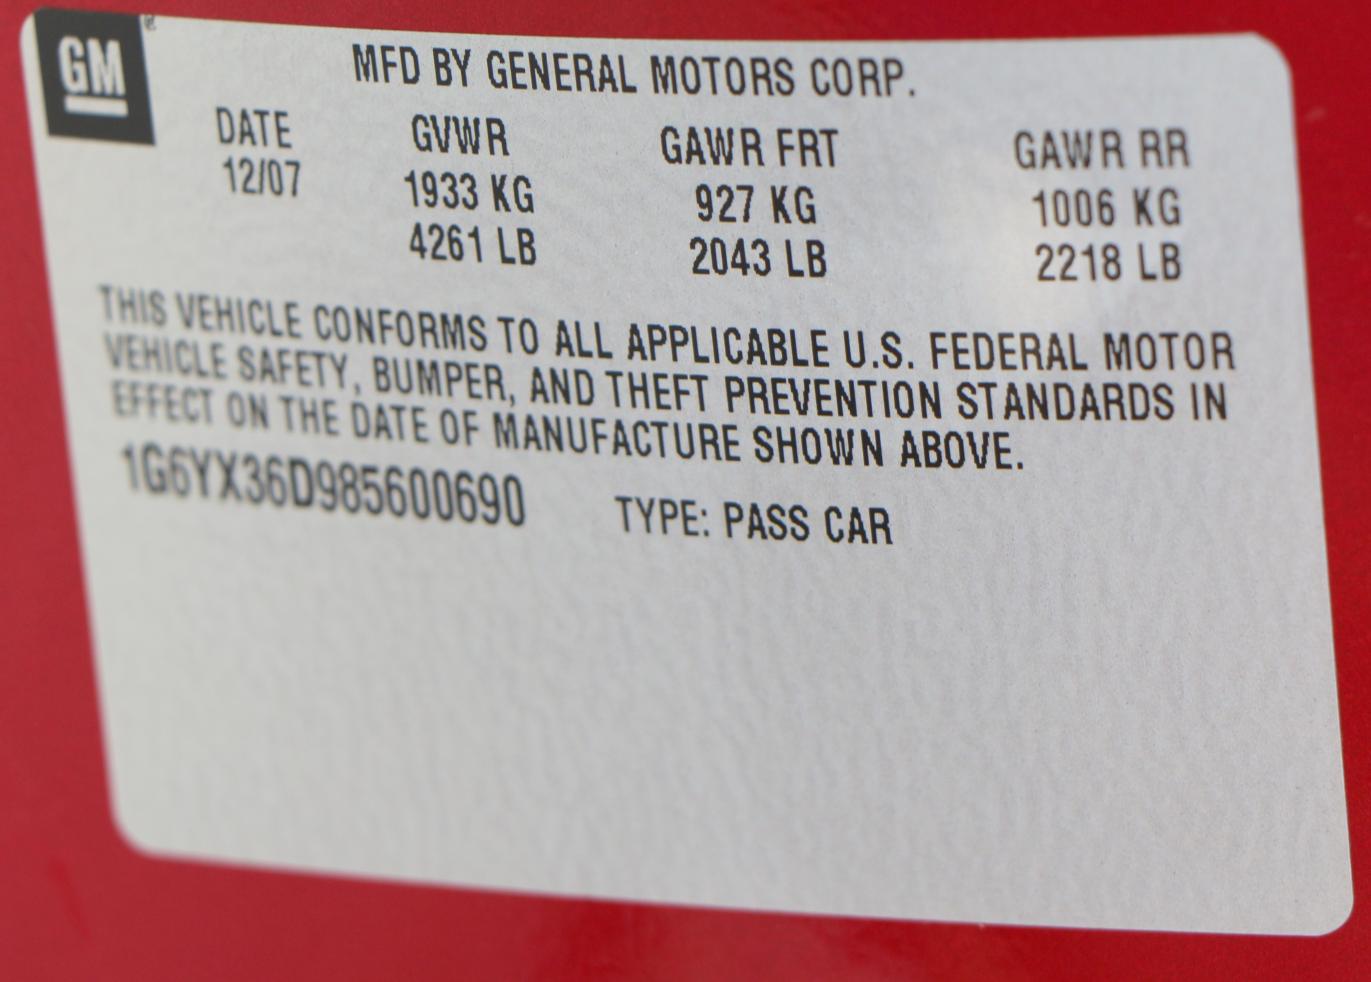 GM ®
MFD BY GENERAL MOTORS CORP.
DATE GVWR GAWR FRT GAWR RR
12/07 1933 KG 927 KG 1006 KG
4261 LB 2043 LB 2218 LB
THIS VEHICLE CONFORMS TO ALL APPLICABLE U.S. FEDERAL MOTOR
VEHICLE SAFETY, BUMPER, AND THEFT PREVENTION STANDARDS IN
EFFECT ON THE DATE OF MANUFACTURE SHOWN ABOVE.
1G6YX36D985600690 TYPE: PASS CAR